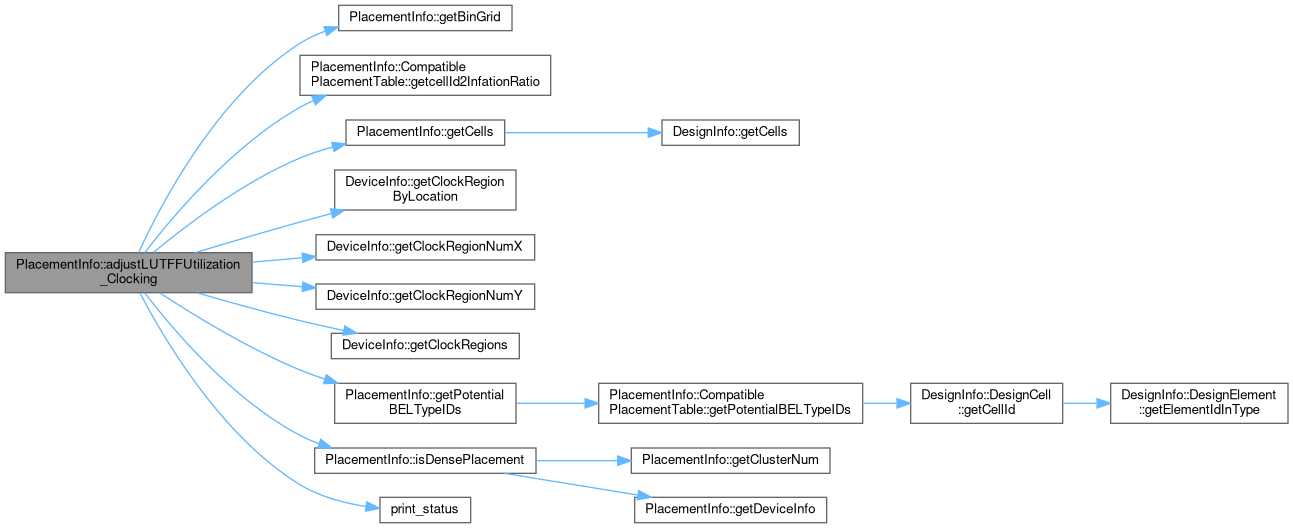 PlacementInfo::getBinGrid
PlacementInfo::Compatible
PlacementTable::getcellId2InfationRatio
PlacementInfo::getCells
DesignInfo::getCells
DeviceInfo::getClockRegion
ByLocation
PlacementInfo::adjustLUTFFUtilization
_Clocking
DeviceInfo::getClockRegionNumX
DeviceInfo::getClockRegionNumY
DeviceInfo::getClockRegions
PlacementInfo::getPotential
BELTypeIDs
PlacementInfo::Compatible
PlacementTable::getPotentialBELTypeIDs
DesignInfo::DesignCell
::getCellId
DesignInfo::DesignElement
::getElementIdInType
PlacementInfo::isDensePlacement
PlacementInfo::getClusterNum
print_status
PlacementInfo::getDeviceInfo